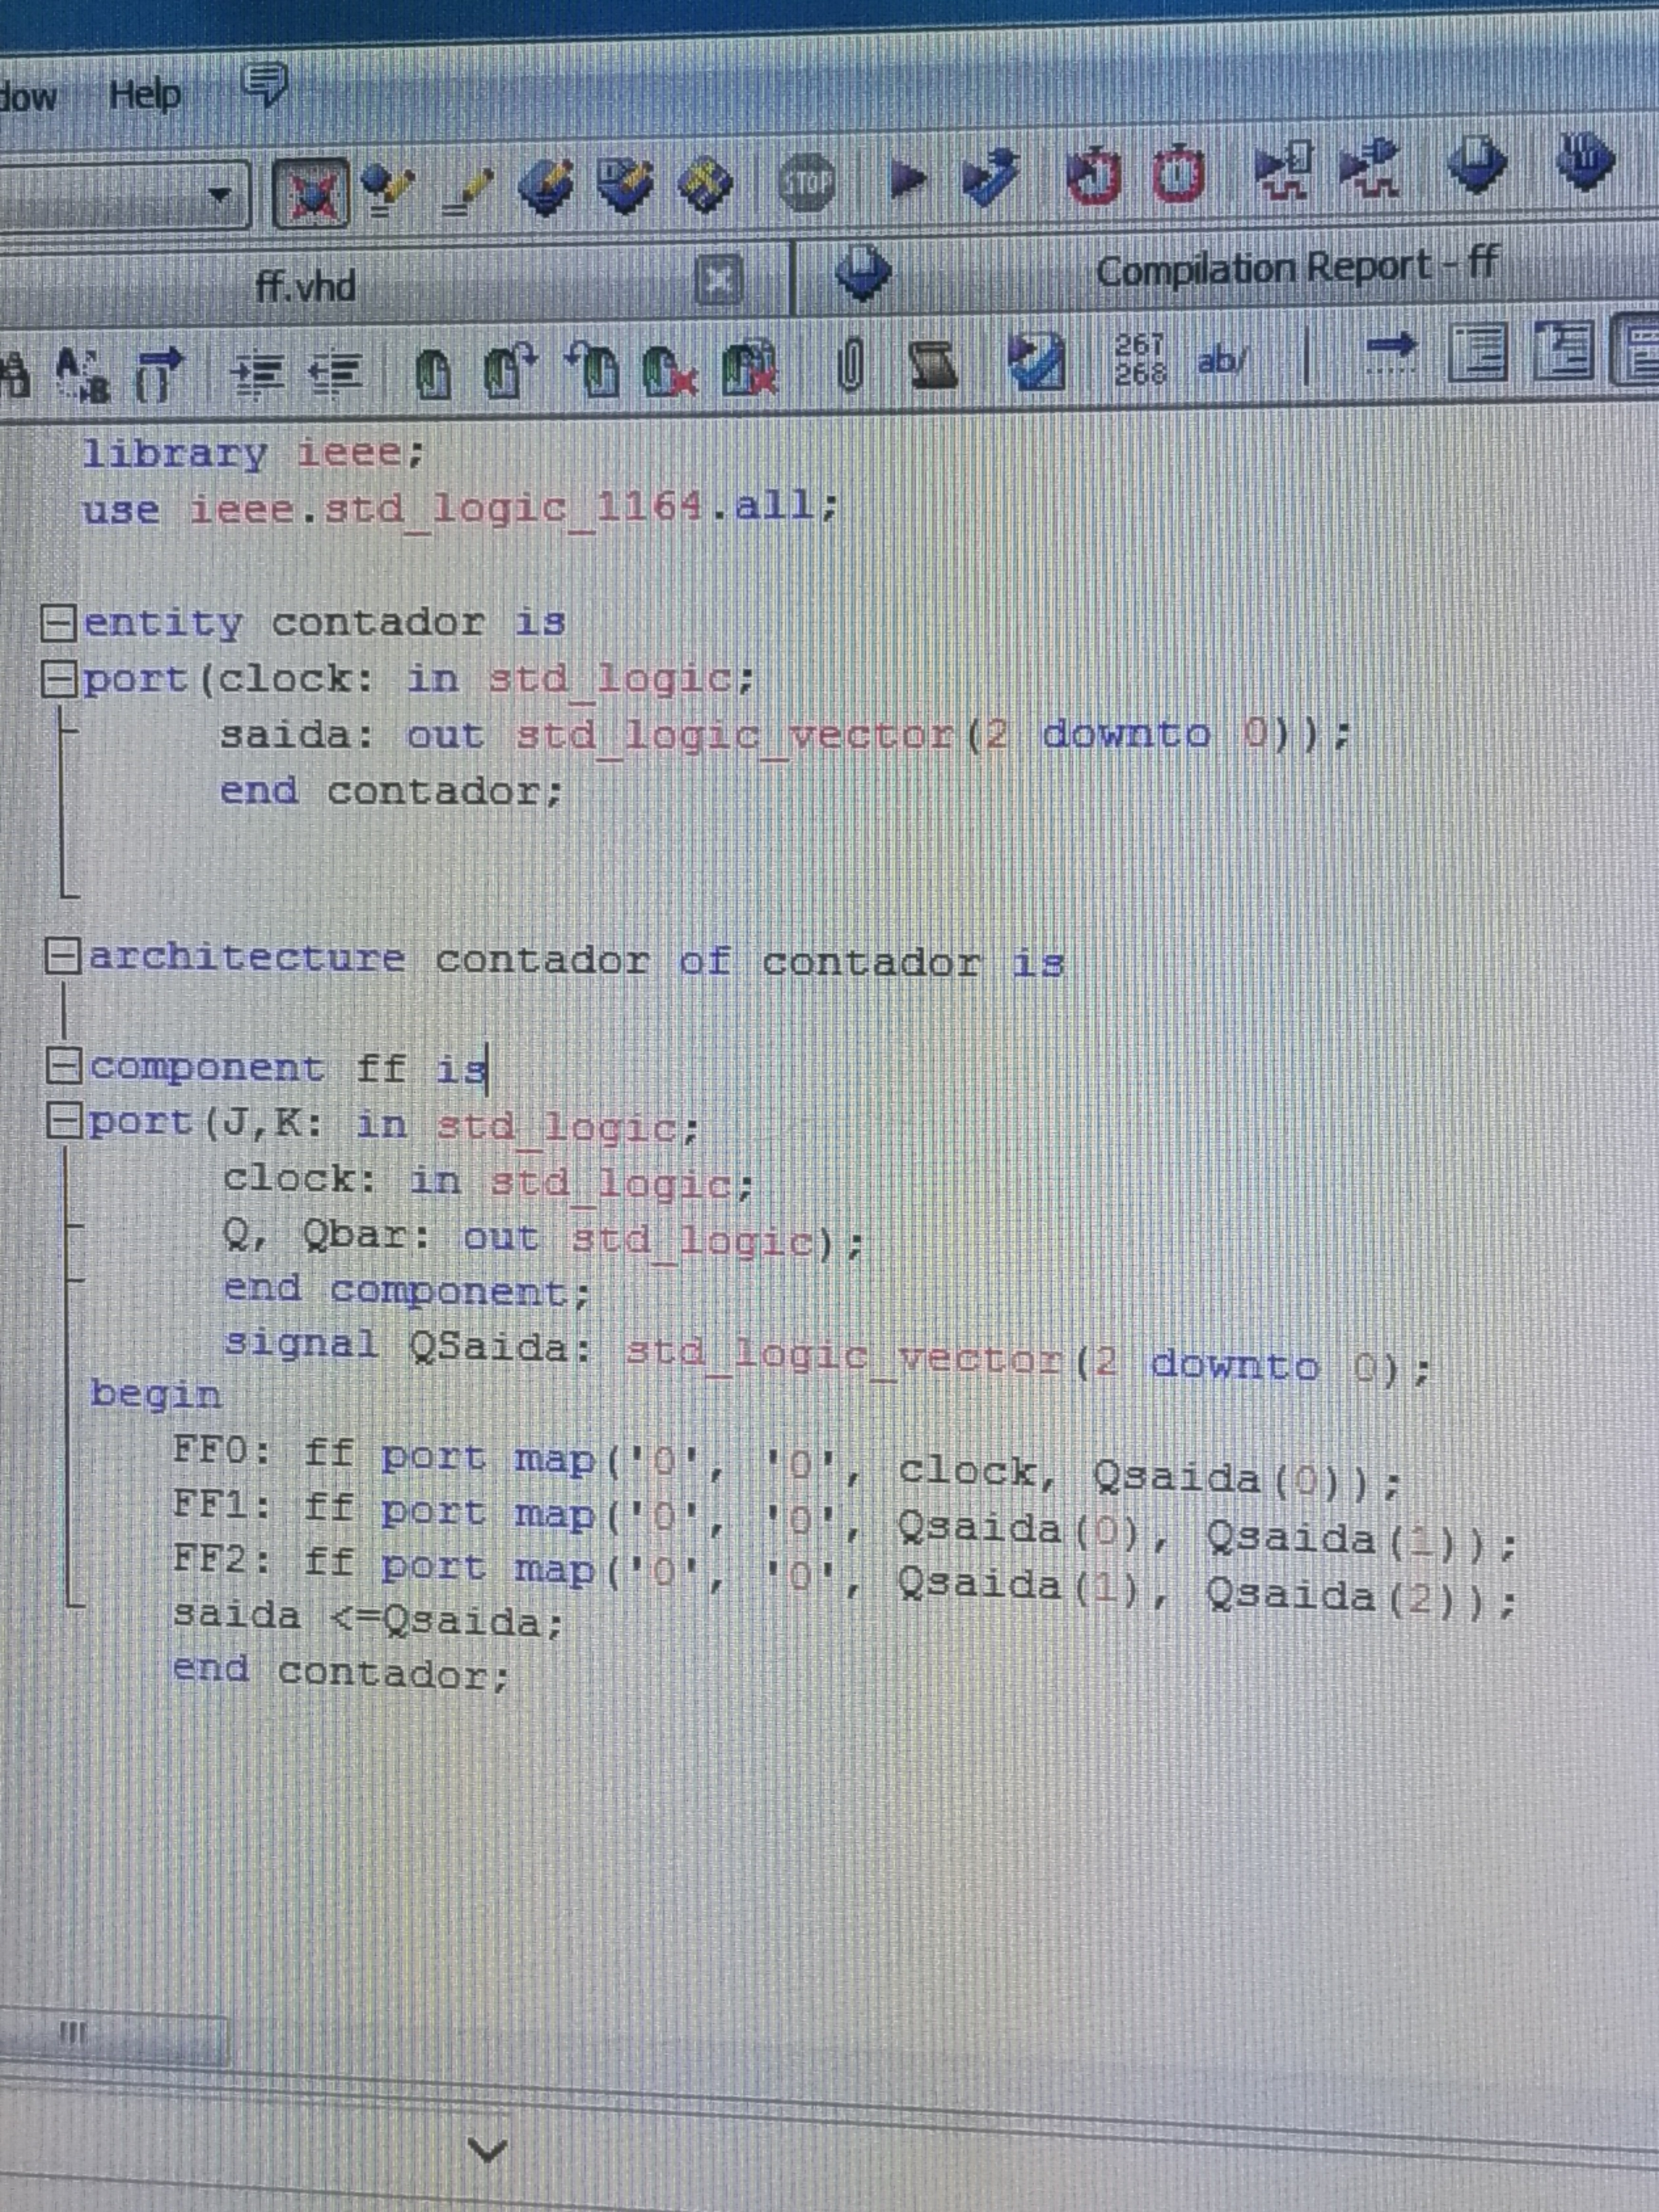 Help
STOP
ff.vhd
Compilation Report - ff
267
268
ab/
library ieee;
use ieee.std_logic_1164.all;
entity contador is
port(clock: in std_logic;
saida: out std_logic_vector(2 downto 0));
end contador;
architecture contador of contador is
component ff is
port(J,K: in std_logic;
clock: in std_logic;
Q, Qbar: out std_logic);
end component;
signal QSaida: std_logic_vector(2 downto 0);
begin
FF0: ff port map('0', '0', clock, Qsaida(0));
FF1: ff port map('0', '0', Qsaida(0), Qsaida(1));
FF2: ff port map('0', '0', Qsaida(1), Qsaida(2));
saida <=Qsaida;
end contador;